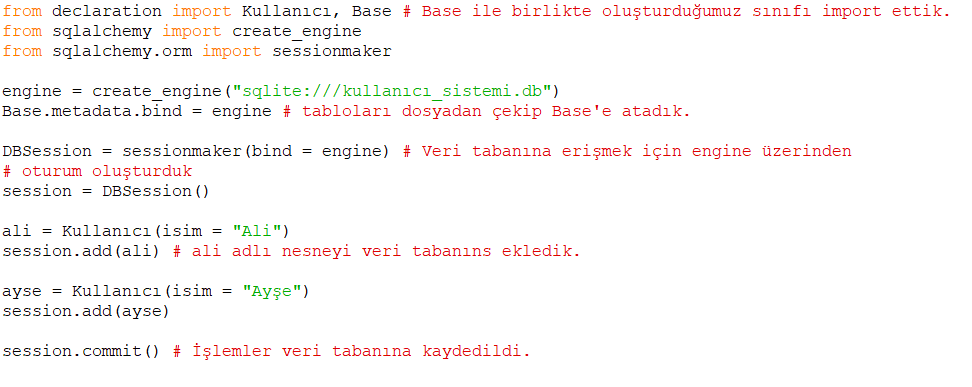 from declaration import Kullanıcı, Base # Base ile birlikte oluşturduğumuz sınıfı import ettik.
from sqlalchemy import create_engine
from sqlalchemy.orm import sessionmaker
engine = create_engine("sqlite:///kullanıcı_sistemi.db")
Base.metadata.bind = engine # tabloları dosyadan çekip Base'e atadık.
DBSession = sessionmaker(bind = engine) # Veri tabanına erişmek için engine üzerinden
# oturum oluşturduk
session = DBSession()
ali = Kullanıcı(isim = "Ali")
session.add(ali) # ali adlı nesneyi veri tabanıns ekledik.
ayse = Kullanıcı(isim = "Ayşe")
session.add(ayse)
session.commit() # İşlemler veri tabanına kaydedildi.